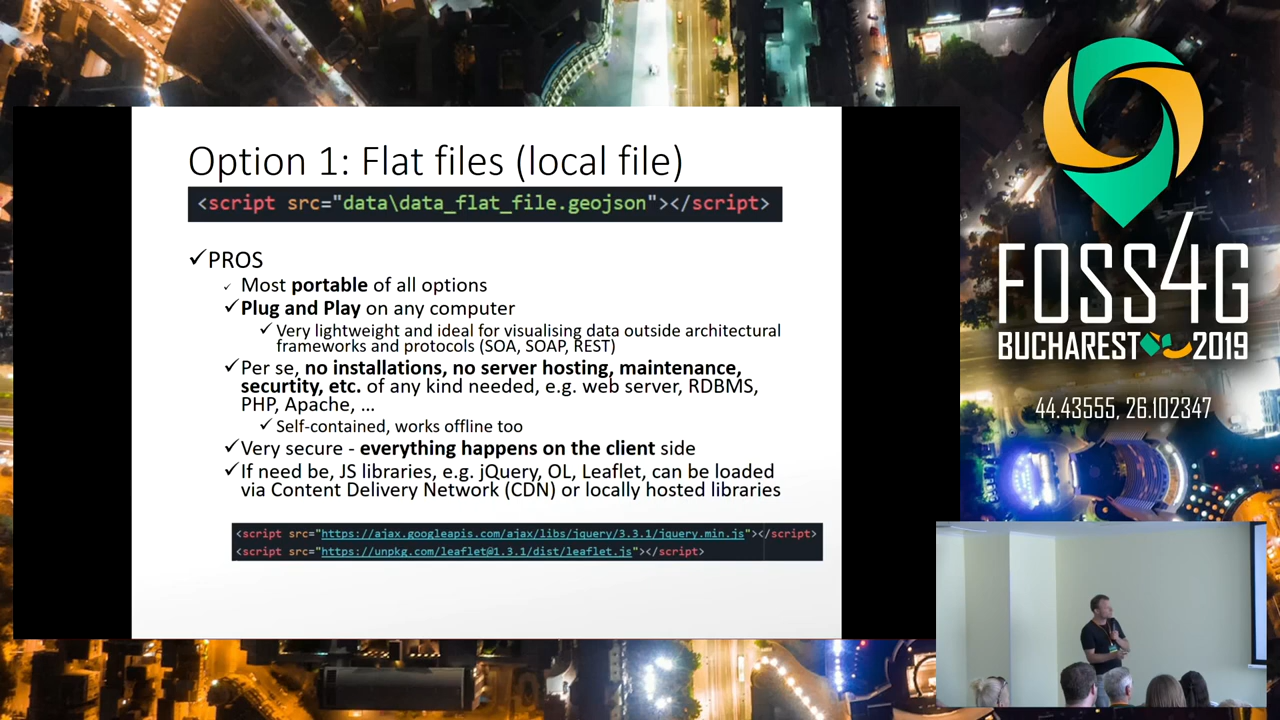 Option 1: Flat files (local file)
<script src="data\data_flat_file.geojson"></script>
✓PROS
✓ Most portable of all options
✓Plug and Play on any computer
✓ Very lightweight and ideal for visualising data outside architectural
frameworks and protocols (SOA, SOAP, REST)
✓Per se, no installations, no server hosting, maintenance,
securtity, etc. of any kind needed, e.g. web server, RDBMS,
PHP, Apache, ...
✓ Self-contained, works offline too
✓Very secure - everything happens on the client side
✓If need be, JS libraries, e.g. jQuery, OL, Leaflet, can be loaded
via Content Delivery Network (CDN) or locally hosted libraries
<script src="https://ajax.googleapis.com/ajax/libs/jquery/3.3.1/jquery.min.js"></script>
<script src="https://unpkg.com/leaflet@1.3.1/dist/leaflet.js"></script>
FOSS4G
BUCHAREST 2019
44.43555, 26.102347